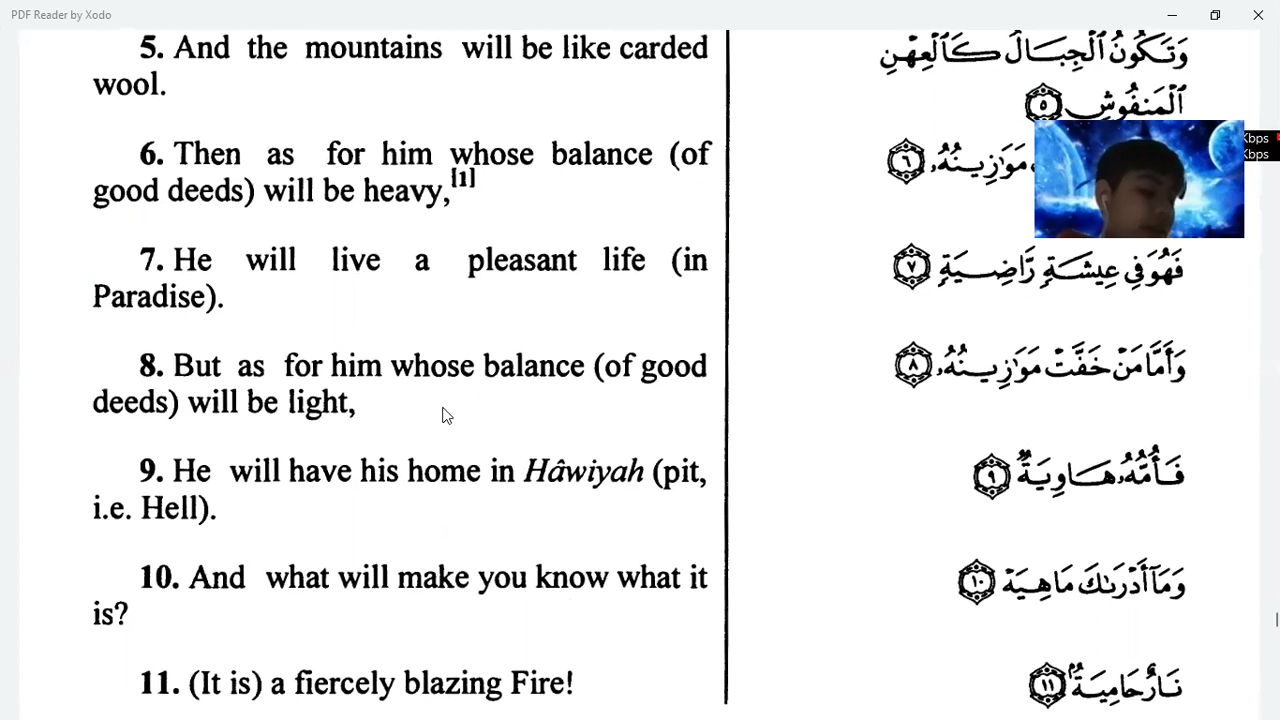 PDF Reader by Xodo
5. And the mountains will be like carded
wool.
6. Then as for him whose balance (of
good deeds) will be heavy,[1]
7. He will live a pleasant life (in
Paradise).
8. But as for him whose balance (of good
deeds) will be light,
9. He will have his home in Hâwiyah (pit,
i.e. Hell).
10. And what will make you know what it
is?
11. (It is) a fiercely blazing Fire!
وَتَكُونُ ٱلْجِبَالُ كَٱلْعِهْنِ
ٱلْمَنفُوشِ ٥
مَوَٰزِينُهُۥ ٦
فَهُوَ فِى عِيشَةٍ رَّاضِيَةٍ ٧
وَأَمَّا مَنْ خَفَّتْ مَوَٰزِينُهُۥ ٨
فَأُمُّهُۥ هَاوِيَةٌ ٩
وَمَآ أَدْرَىٰكَ مَا هِيَهْ ١٠
نَارٌ حَامِيَةٌۢ ١١
Kbps
Kbps